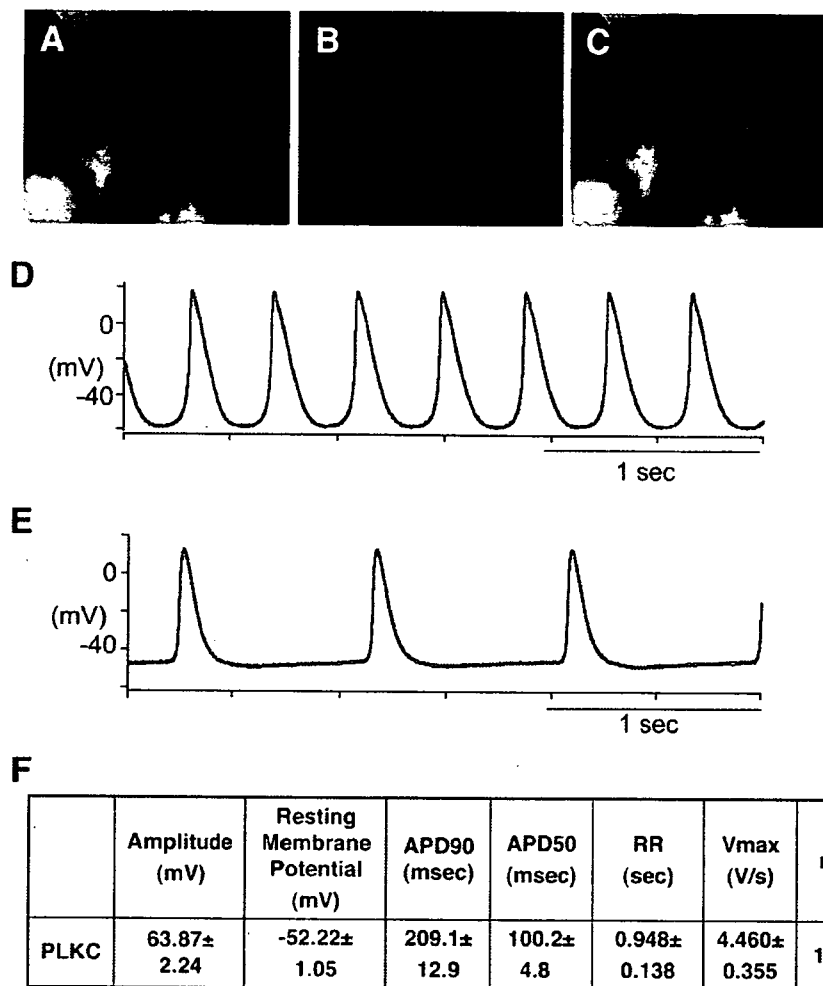 A B C
D
0
(mV)
-40
1 sec
E
0
(mV)
-40
1 sec
F
Amplitude (mV) Resting Membrane Potential (mV) APD90 (msec) APD50 (msec) RR (sec) Vmax (V/s)
PLKC 63.87± 2.24 -52.22± 1.05 209.1± 12.9 100.2± 4.8 0.948± 0.138 4.460± 0.355